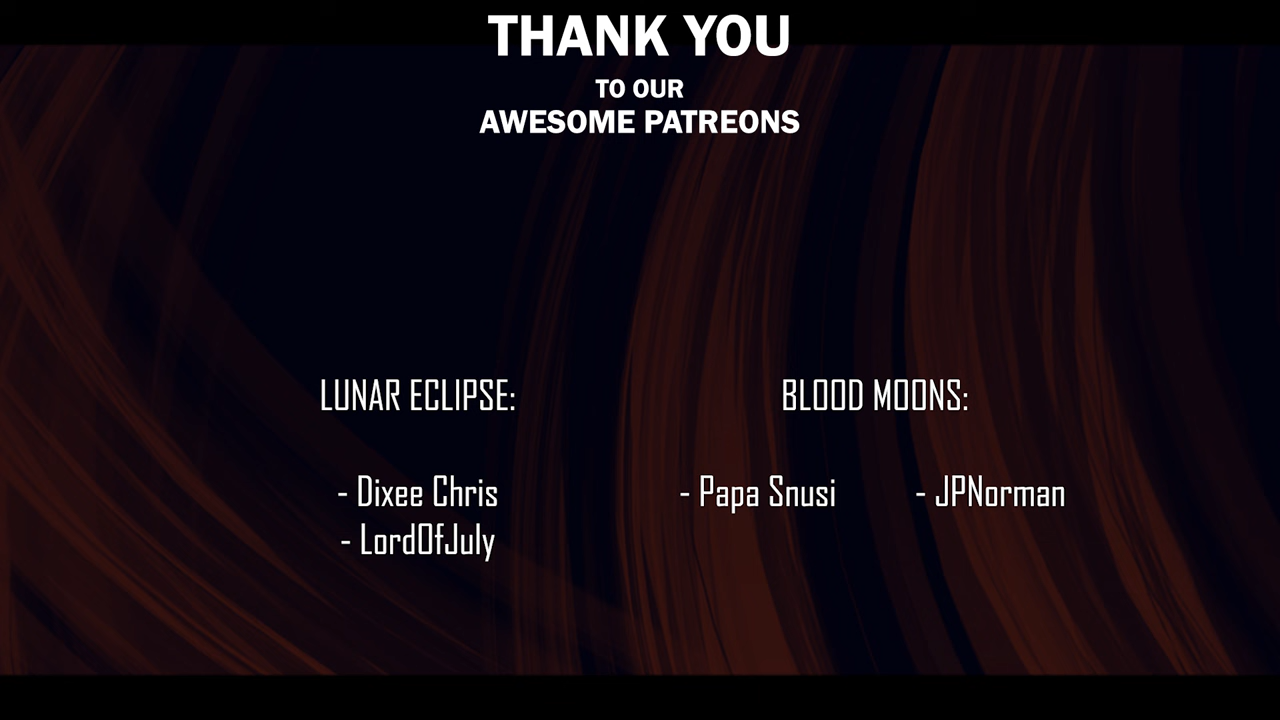 THANK YOU
TO OUR
AWESOME PATREONS
LUNAR ECLIPSE:
- Dixee Chris
- LordOfJuly
BLOOD MOONS:
- Papa Snusi - JPNorman